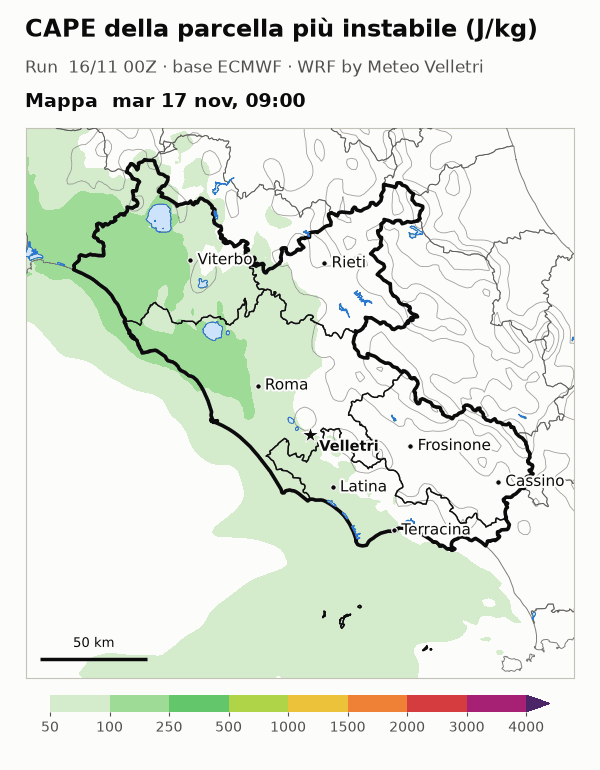 CAPE della parcella più instabile (J/kg)
Run 16/11 00Z · base ECMWF · WRF by Meteo Velletri
Mappa mar 17 nov, 09:00
Viterbo
Rieti
Roma
Velletri
Frosinone
Latina
Cassino
Terracina
50 km
50 100 250 500 1000 1500 2000 3000 4000